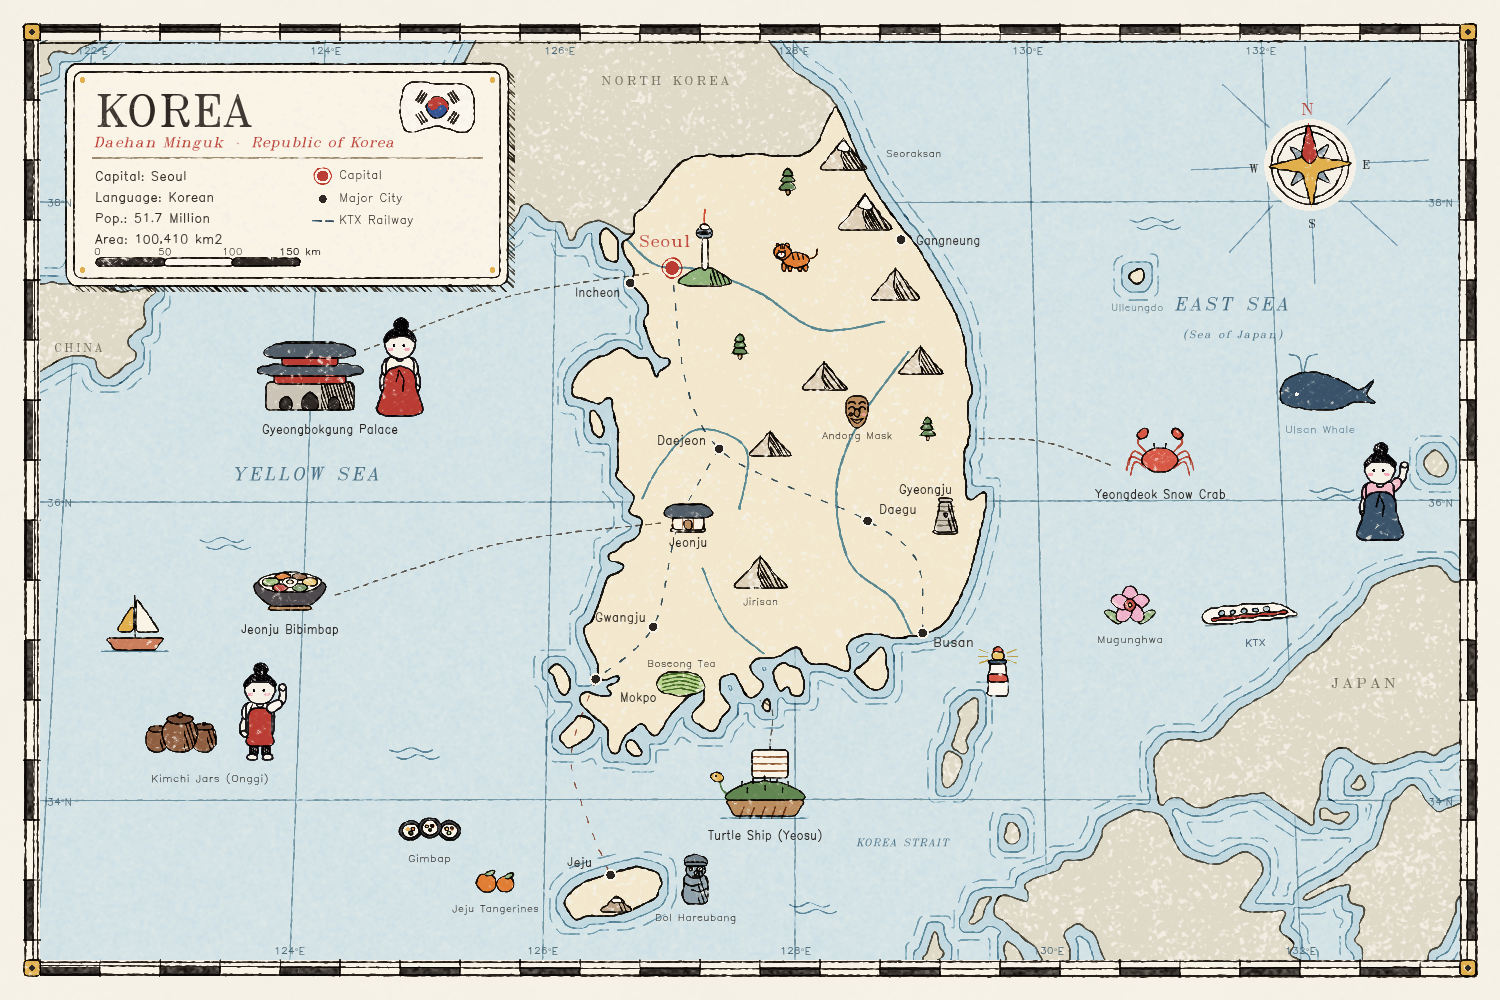 122°E
124°E
126°E
128°E
130°E
132°E
KOREA
Daehan Minguk · Republic of Korea
Capital: Seoul
Language: Korean
Pop.: 51.7 Million
Area: 100,410 km2
0 50 100 150 km
Capital
Major City
KTX Railway
NORTH KOREA
N
W
E
S
Seoraksan
38°N
38°N
Seoul
Gangneung
Incheon
Ulleungdo
EAST SEA
(Sea of Japan)
CHINA
Gyeongbokgung Palace
Andong Mask
Ulsan Whale
Daejeon
YELLOW SEA
Gyeongju
Yeongdeok Snow Crab
36°N
36°N
Daegu
Jeonju
Jirisan
Jeonju Bibimbap
Gwangju
Mugunghwa
KTX
Busan
Boseong Tea
Mokpo
JAPAN
Kimchi Jars (Onggi)
34°N
34°N
Turtle Ship (Yeosu)
KOREA STRAIT
Gimbap
Jeju
Jeju Tangerines
Dol Hareubang
124°E
126°E
128°E
130°E
132°E